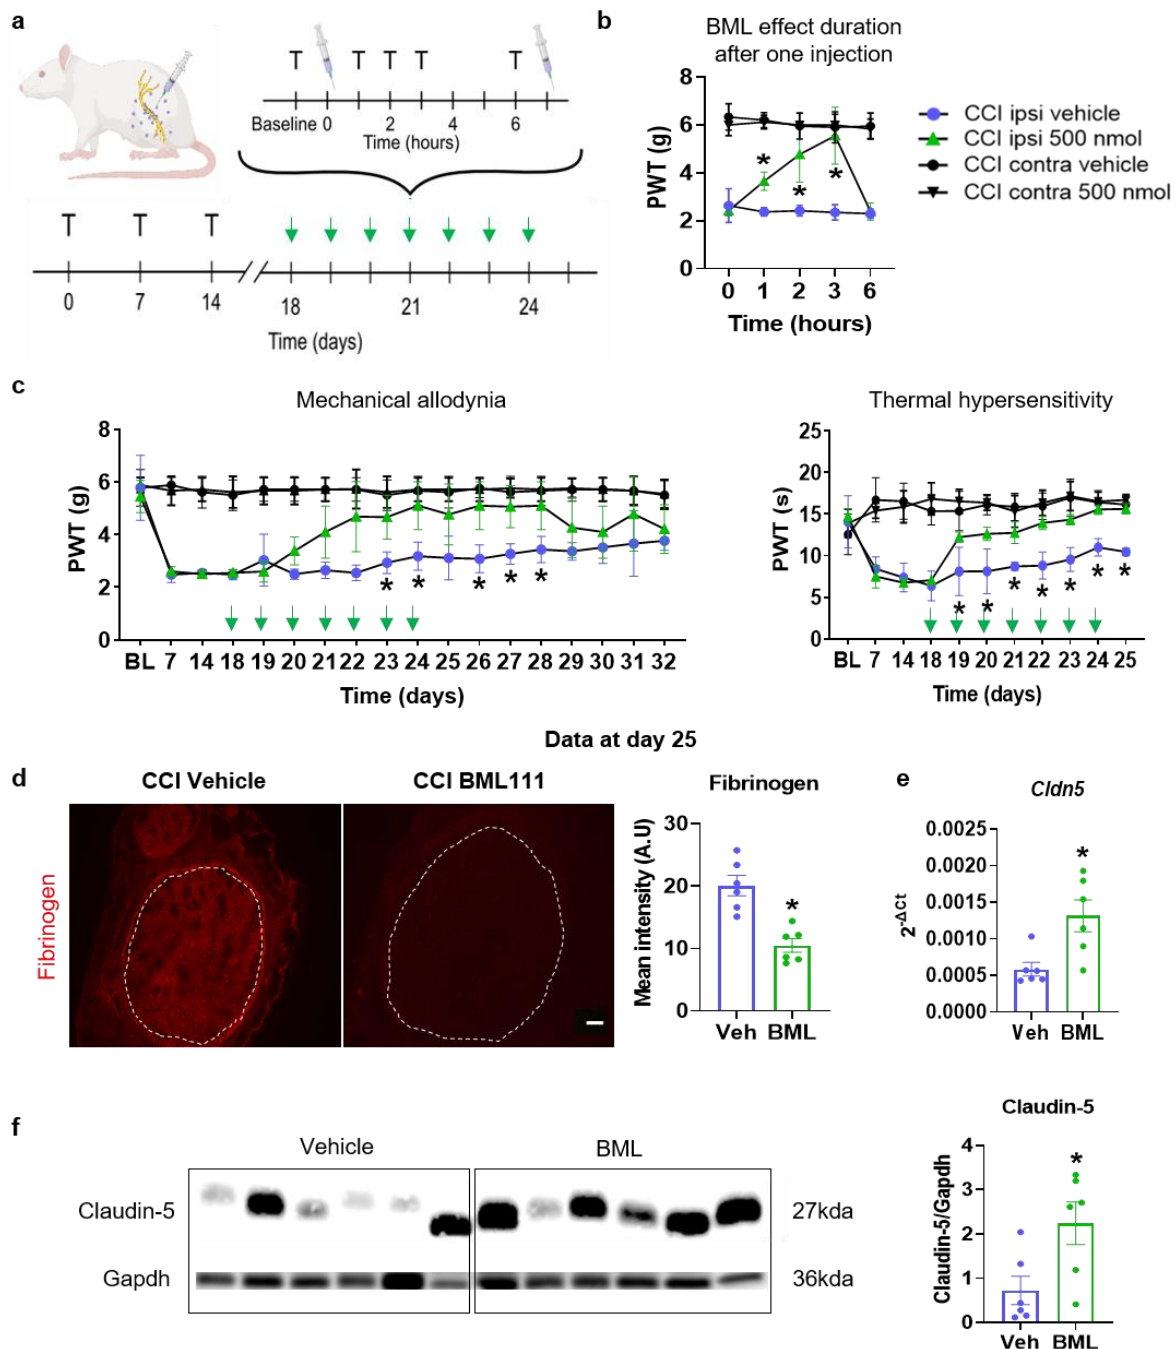 a
T T T T T
Baseline 0 2 4 6
Time (hours)
T T T
0 7 14 18 21 24
Time (days)
b
BML effect duration
after one injection
PWT (g)
8
6
4
2
0
* * *
0 1 2 3 6
Time (hours)
CCI ipsi vehicle
CCI ipsi 500 nmol
CCI contra vehicle
CCI contra 500 nmol
c
Mechanical allodynia
PWT (g)
8
6
4
2
0
* * * * *
BL 7 14 18 19 20 21 22 23 24 25 26 27 28 29 30 31 32
Time (days)
Thermal hypersensitivity
PWT (s)
25
20
15
10
5
0
* * * * * * *
BL 7 14 18 19 20 21 22 23 24 25
Time (days)
Data at day 25
d
CCI Vehicle CCI BML111
Fibrinogen
Fibrinogen
Mean intensity (A.U)
30
20
10
0
*
Veh BML
e
Cldn5
2^ΔCt
0.0025
0.0020
0.0015
0.0010
0.0005
0.0000
*
Veh BML
f
Vehicle BML
Claudin-5 27kda
Gapdh 36kda
Claudin-5
Claudin-5/Gapdh
4
3
2
1
0
*
Veh BML